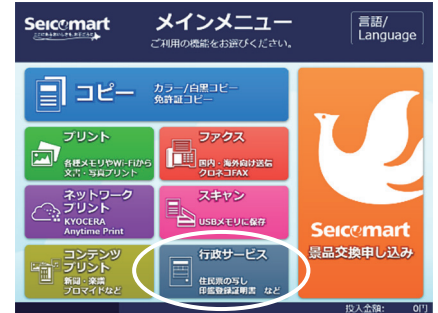 Seicomart
メインメニュー
ご利用の機能をお選びください。
言語/
Language
コピー
カラー/白黒コピー
免許証コピー
プリント
各種メモリやWi-Fiから
文書・写真プリント
ファクス
国内・海外向け送信
クロネコFAX
ネットワーク
プリント
KYOCERA
Anytime Print
スキャン
USBメモリに保存
コンテンツ
プリント
新聞・楽譜
ブロマイドなど
行政サービス
住民票の写し
印鑑登録証明書 など
Seicomart
景品交換申し込み
投入金額: 0円